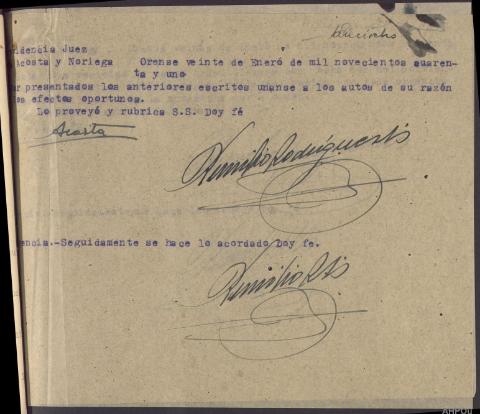 idencia Juez
costa y Noriega    Orense veinte de Enero de mil novecientos cuaren-
ta y uno
r presentados los anteriores escritos unanse a los autos de su razón
s efectos oportunos.
Lo proveyó y rubrica S.S. Doy fé
Acosta
encia.-Seguidamente se hace lo acordado Doy fe.
AHPOU